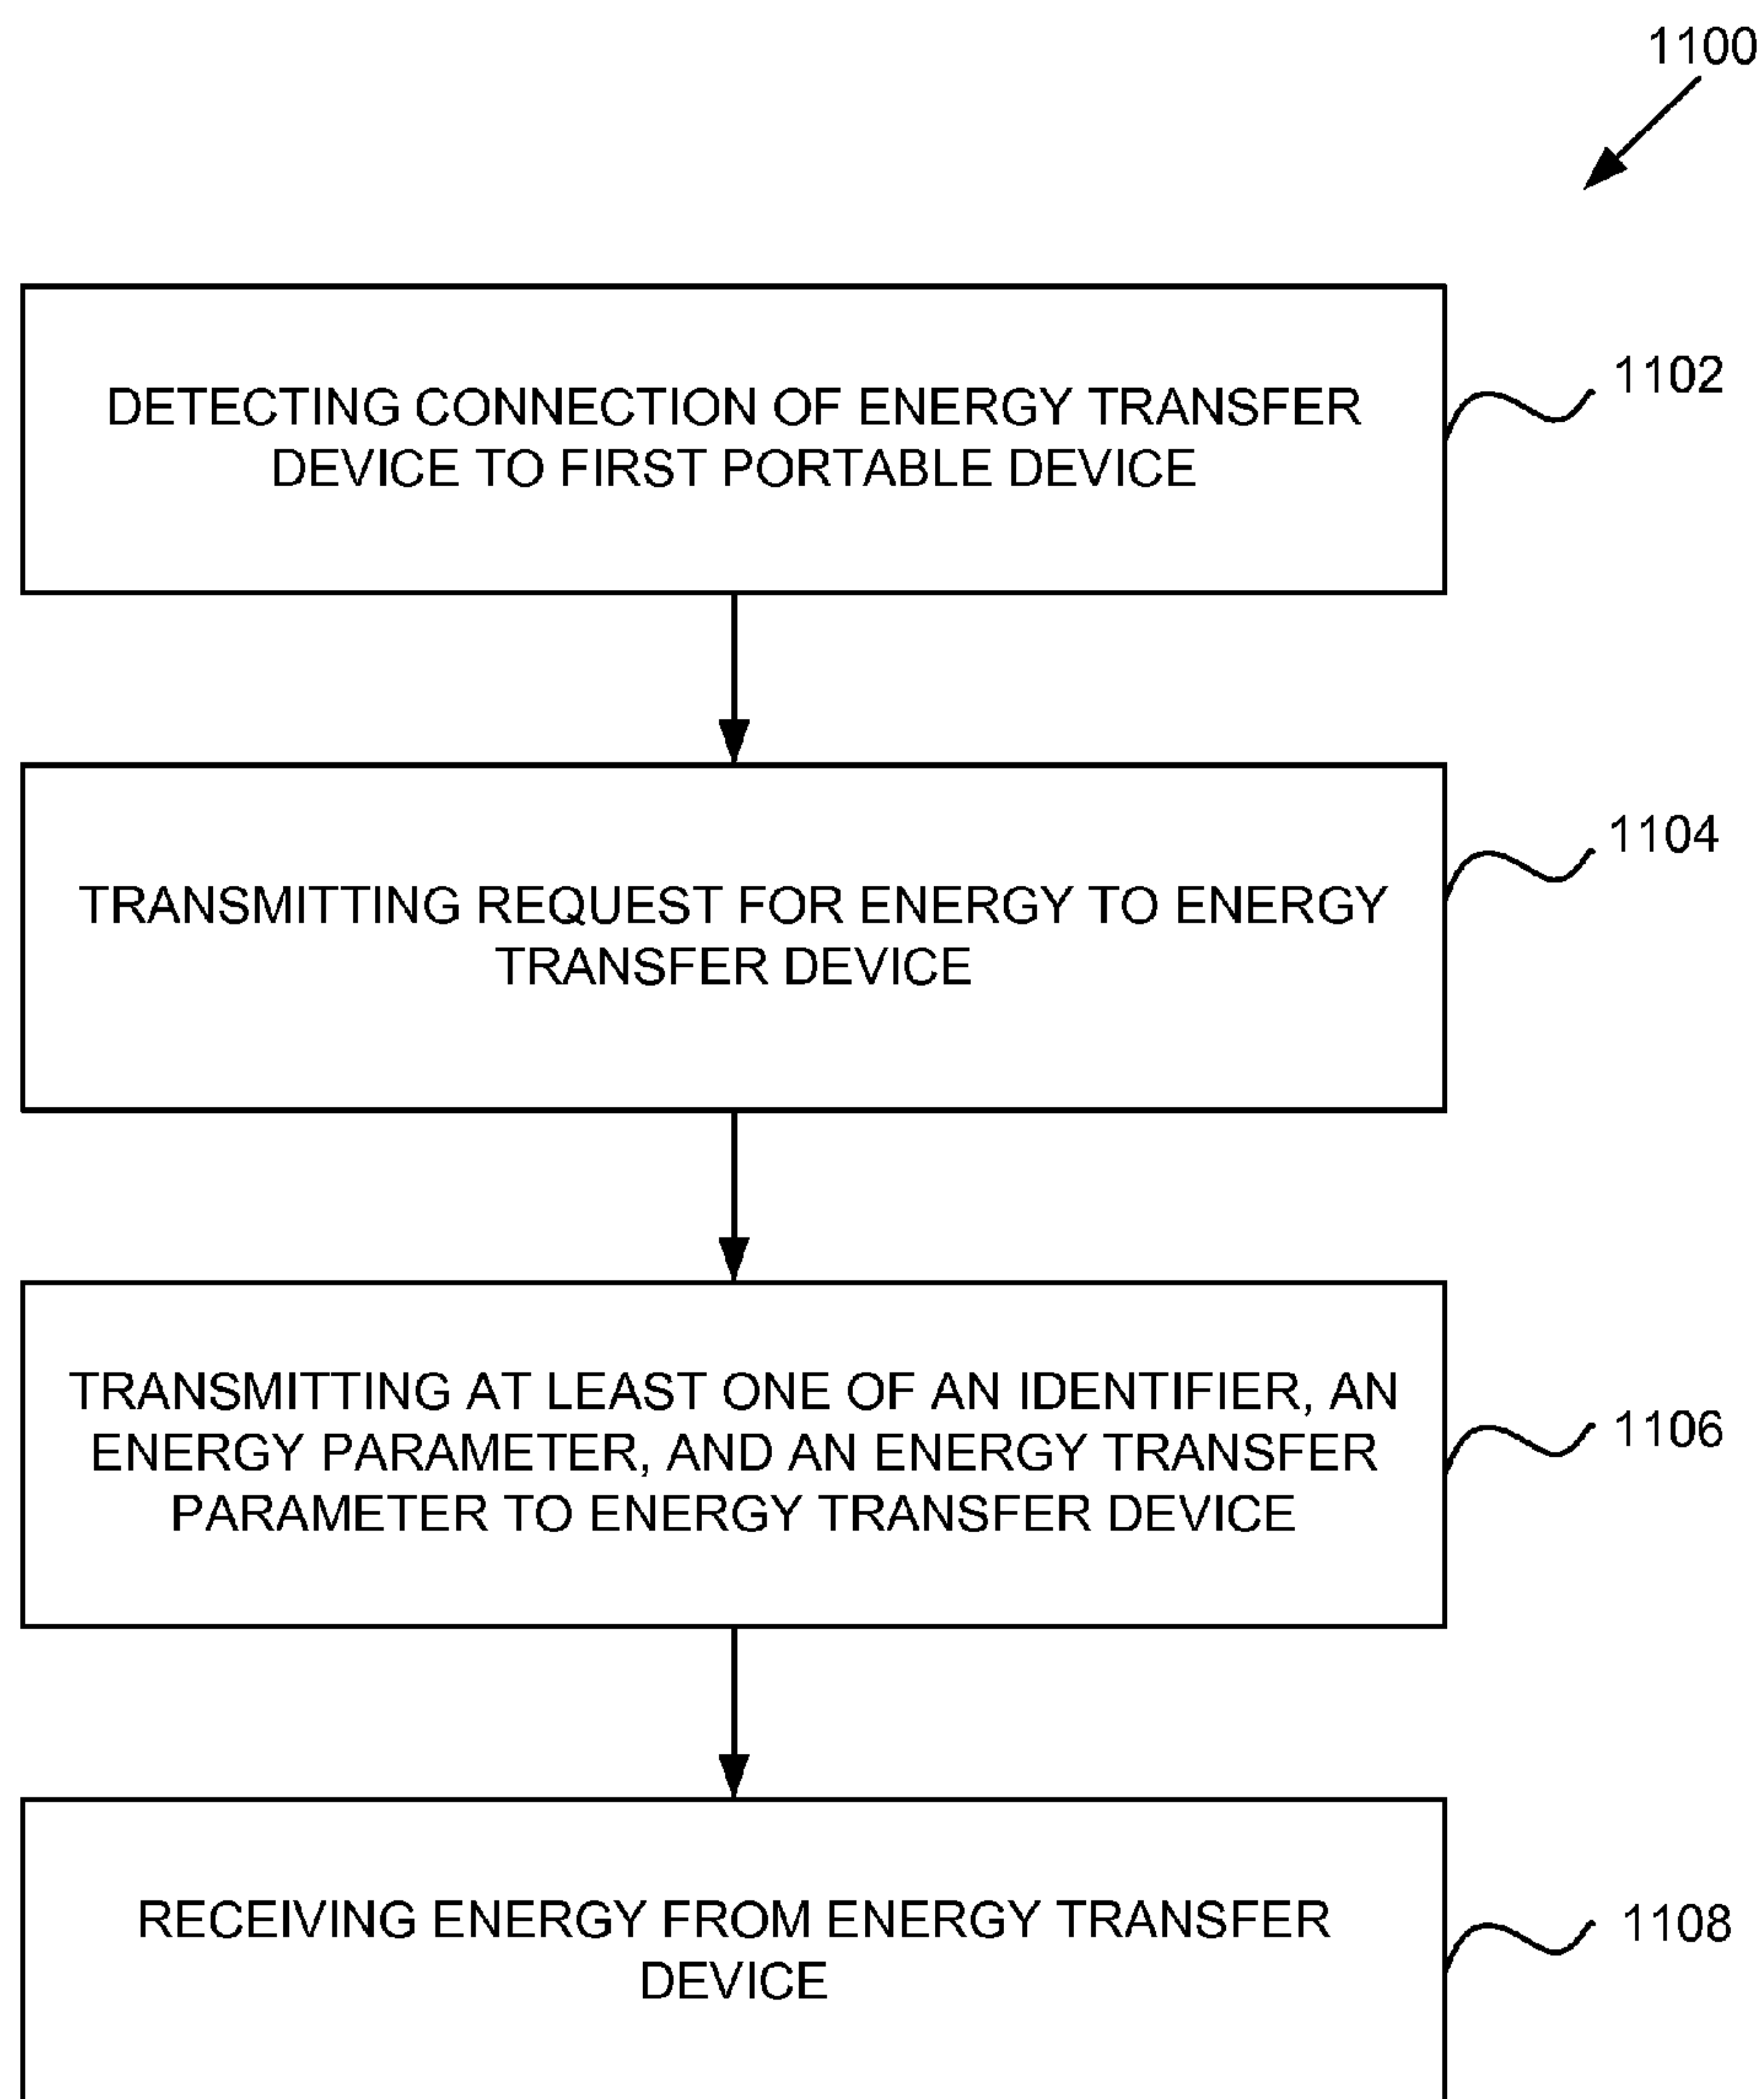 1100
DETECTING CONNECTION OF ENERGY TRANSFER
DEVICE TO FIRST PORTABLE DEVICE
1102
TRANSMITTING REQUEST FOR ENERGY TO ENERGY
TRANSFER DEVICE
1104
TRANSMITTING AT LEAST ONE OF AN IDENTIFIER, AN
ENERGY PARAMETER, AND AN ENERGY TRANSFER
PARAMETER TO ENERGY TRANSFER DEVICE
1106
RECEIVING ENERGY FROM ENERGY TRANSFER
DEVICE
1108